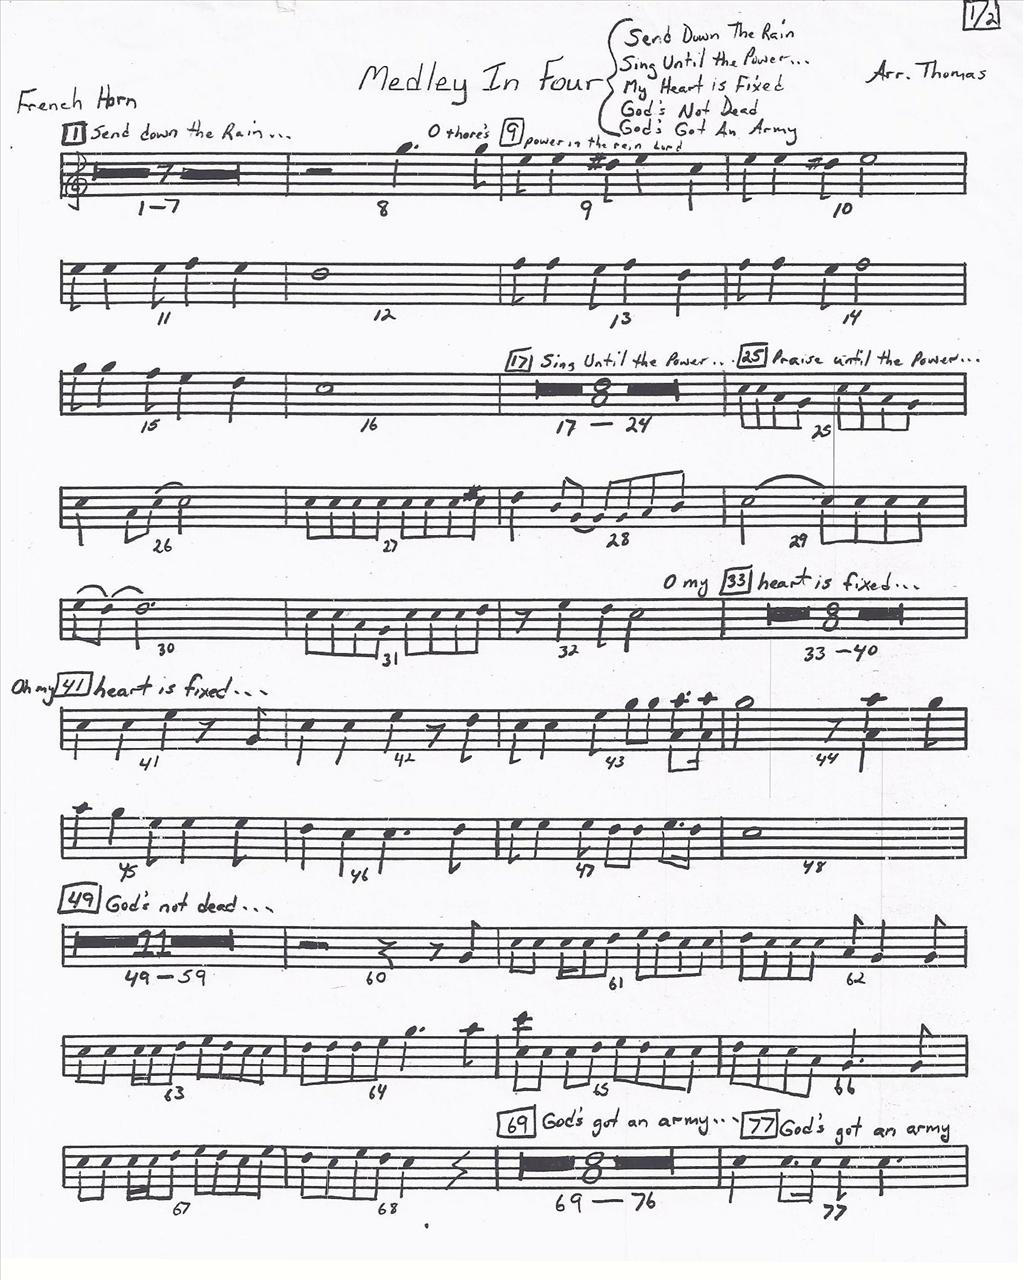 1/2
Send Down The Rain
Sing Until the Power...
Medley In Four
My Heart is Fixed
Arr. Thomas
God's Not Dead
God's Got An Army
French Horn
1 Send down the Rain... O there's 9 power in the rain Lord
7
1-7 8 9 10
11 12 13 14
17 Sing Until the Power... 25 Praise until the Power...
8
15 16 17 — 24 25
26 27 28 29
O my 33 heart is fixed...
8
30 31 32 33 - 40
Oh my 41 heart is fixed...
41 42 43 44
45 46 47 48
49 God's not dead...
11
49 - 59 60 61 62
63 64 65 66
69 God's got an army... 77 God's got an army
8
67 68 69 — 76 77